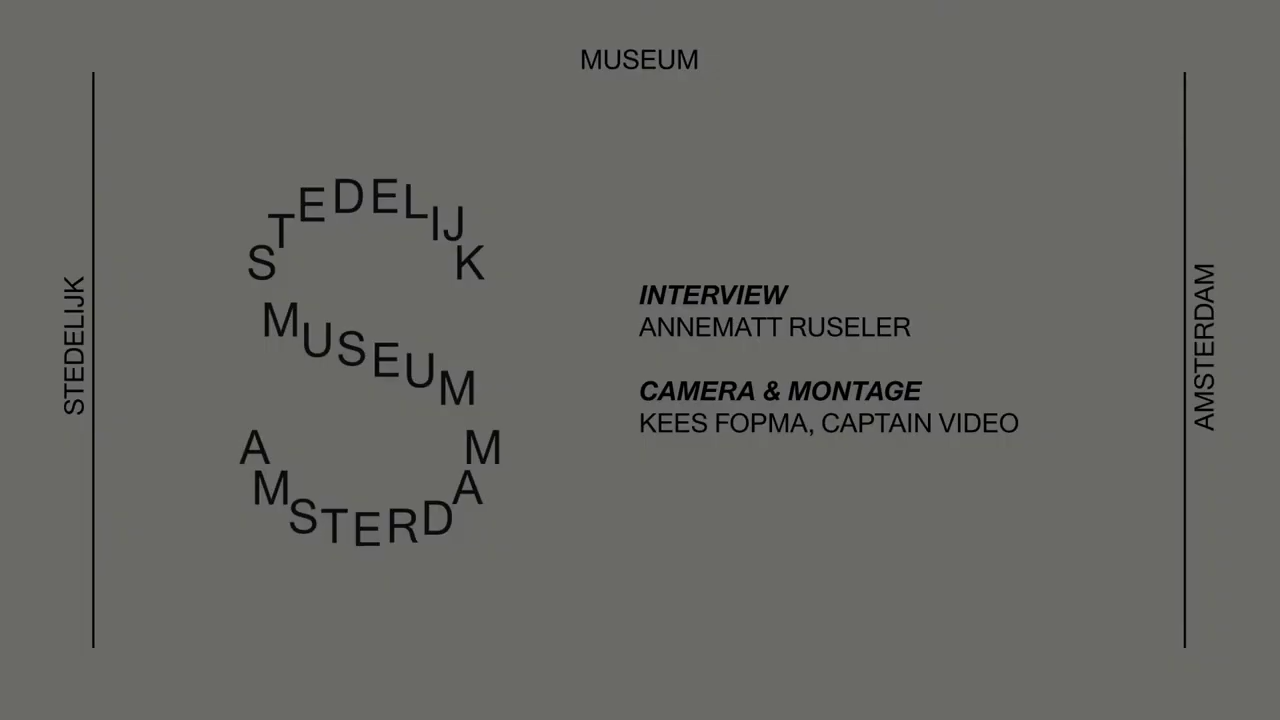 MUSEUM
STEDELIJK
STEDELIJK
MUSEUM
AMSTERDAM
INTERVIEW
ANNEMATT RUSELER
CAMERA & MONTAGE
KEES FOPMA, CAPTAIN VIDEO
AMSTERDAM